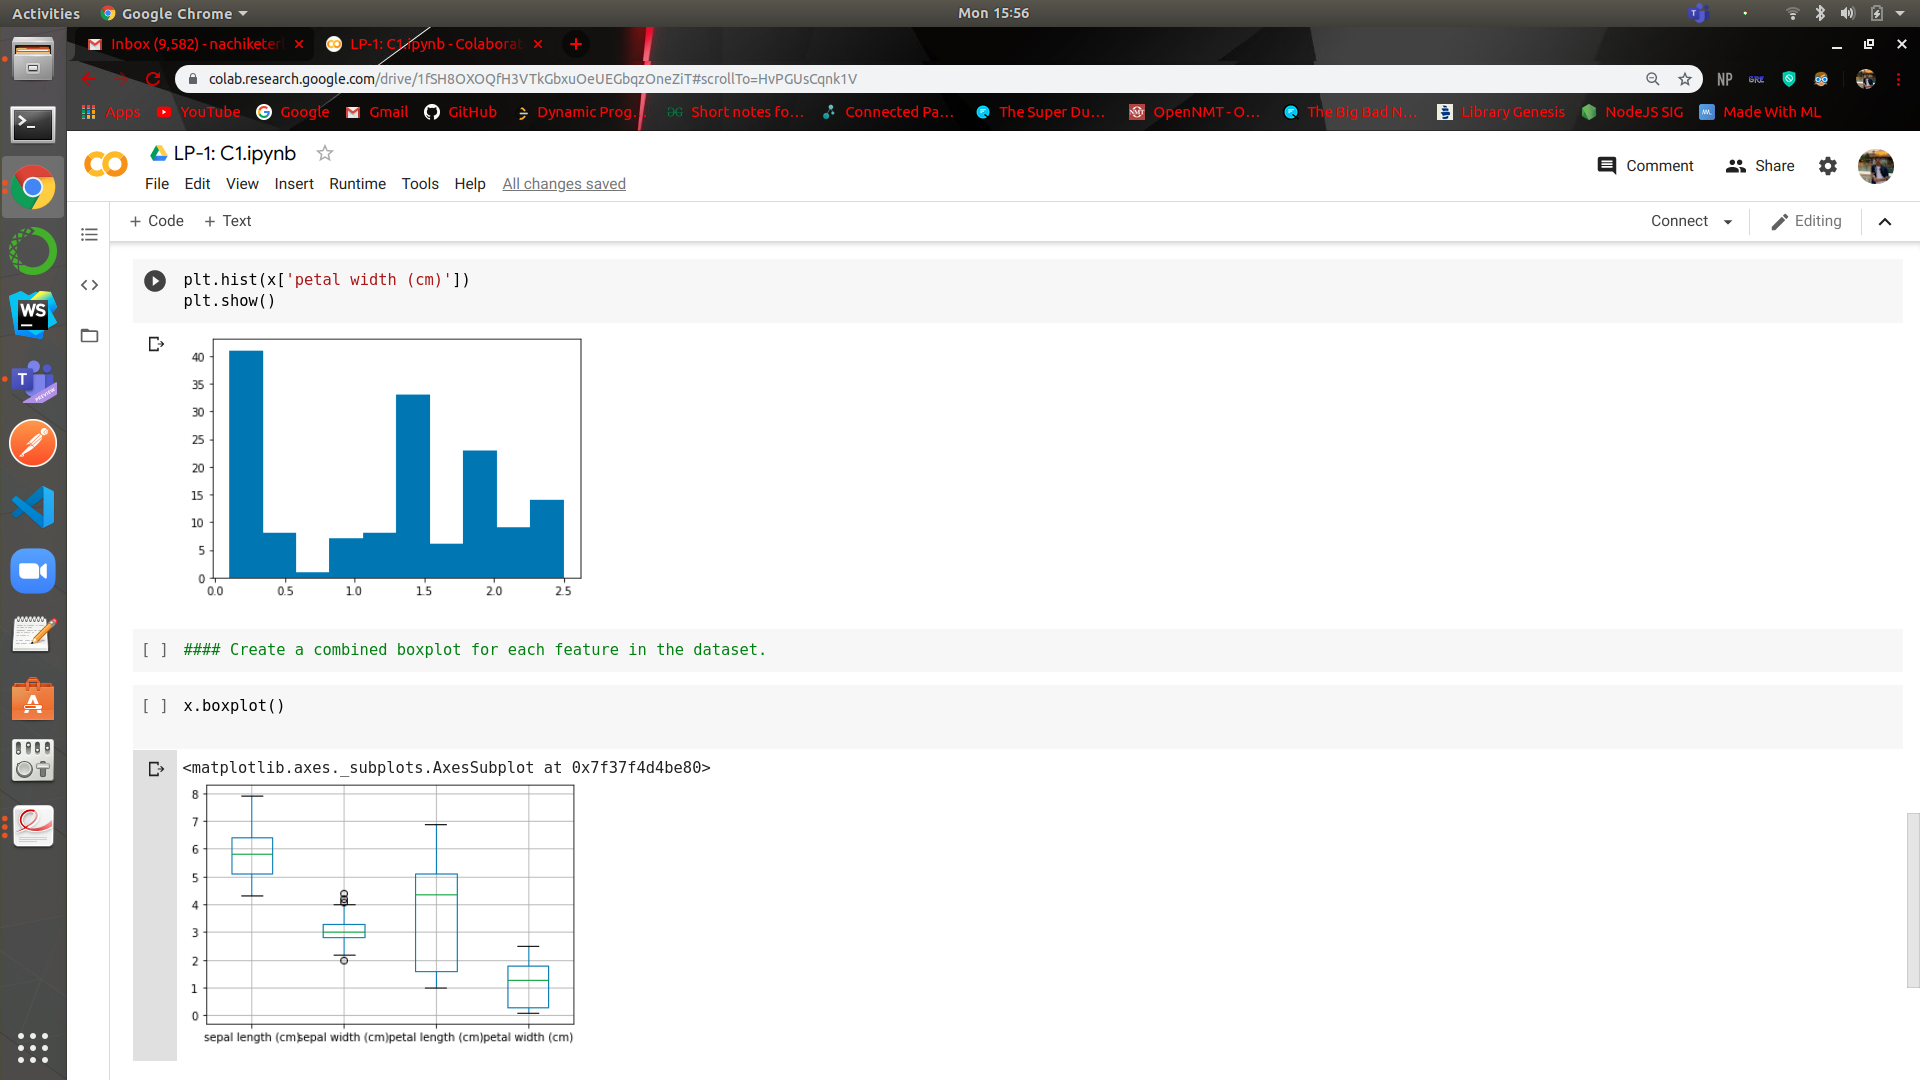 Activities Google Chrome Mon 15:56
Inbox (9,582) - nachiketer LP-1: C1.ipynb - Colaborat
colab.research.google.com/drive/1fSH8OXOQfH3VTkGbxuOeUEGbqzOneZiT#scrollTo=HvPGUsCqnk1V NP GRE
Apps YouTube Google Gmail GitHub Dynamic Prog... Short notes fo... Connected Pa... The Super Du... OpenNMT - O... The Big Bad N... Library Genesis NodeJS SIG Made With ML
LP-1: C1.ipynb
Comment Share
File Edit View Insert Runtime Tools Help All changes saved
+ Code + Text Connect Editing
plt.hist(x['petal width (cm)'])
plt.show()
40
35
30
25
20
15
10
5
0
0.0 0.5 1.0 1.5 2.0 2.5
[ ] #### Create a combined boxplot for each feature in the dataset.
[ ] x.boxplot()
<matplotlib.axes._subplots.AxesSubplot at 0x7f37f4d4be80>
8
7
6
5
4
3
2
1
0
sepal length (cm) sepal width (cm) petal length (cm) petal width (cm)
WS
T
PREVIEW